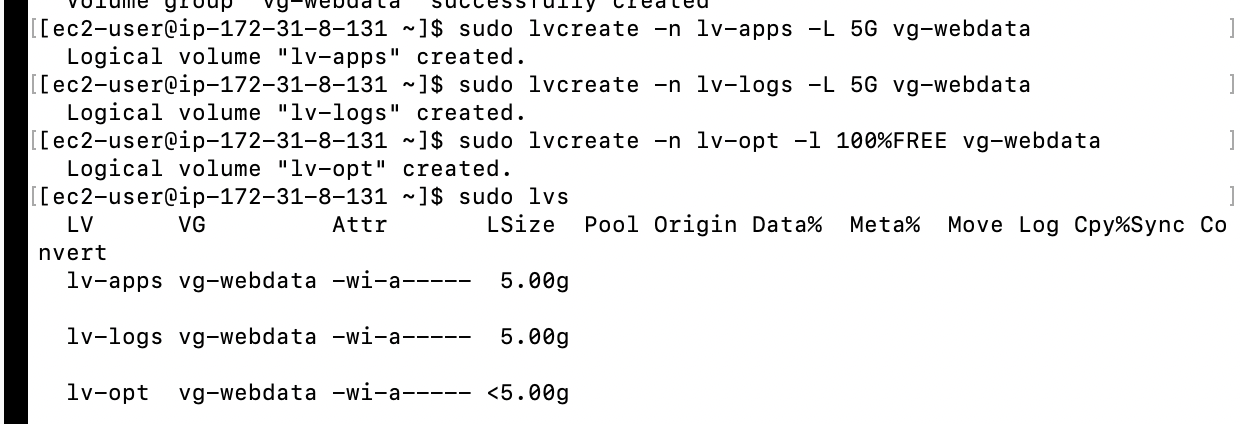 Volume group "vg-webdata" successfully created
[[ec2-user@ip-172-31-8-131 ~]$ sudo lvcreate -n lv-apps -L 5G vg-webdata ]
Logical volume "lv-apps" created.
[[ec2-user@ip-172-31-8-131 ~]$ sudo lvcreate -n lv-logs -L 5G vg-webdata ]
Logical volume "lv-logs" created.
[[ec2-user@ip-172-31-8-131 ~]$ sudo lvcreate -n lv-opt -l 100%FREE vg-webdata ]
Logical volume "lv-opt" created.
[[ec2-user@ip-172-31-8-131 ~]$ sudo lvs ]
LV VG Attr LSize Pool Origin Data% Meta% Move Log Cpy%Sync Co
nvert
lv-apps vg-webdata -wi-a----- 5.00g
lv-logs vg-webdata -wi-a----- 5.00g
lv-opt vg-webdata -wi-a----- <5.00g